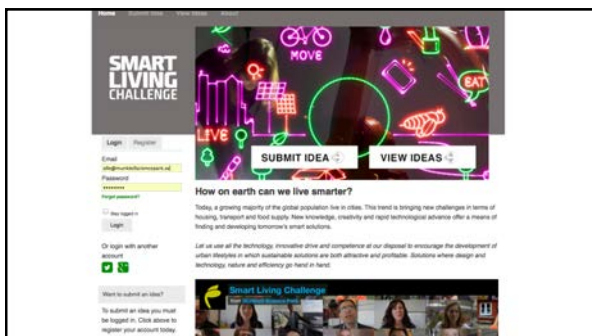 Home Submit Idea View Ideas About
SMART
LIVING
CHALLENGE
MOVE
EAT
LIVE
SUBMIT IDEA
VIEW IDEAS
Login Register
Email
Password
Forgot password?
Keep logged in
Login
Or login with another
account
Want to submit an idea?
To submit an idea you must
be logged in. Click above to
register your account today.
How on earth can we live smarter?
Today, a growing majority of the global population live in cities. This trend is bringing new challenges in terms of
housing, transport and food supply. New knowledge, creativity and rapid technological advance offer a means of
finding and developing tomorrow's smart solutions.
Let us use all the technology, innovative drive and competence at our disposal to encourage the development of
urban lifestyles in which sustainable solutions are both attractive and profitable. Solutions where design and
technology, nature and efficiency go hand in hand.
Smart Living Challenge